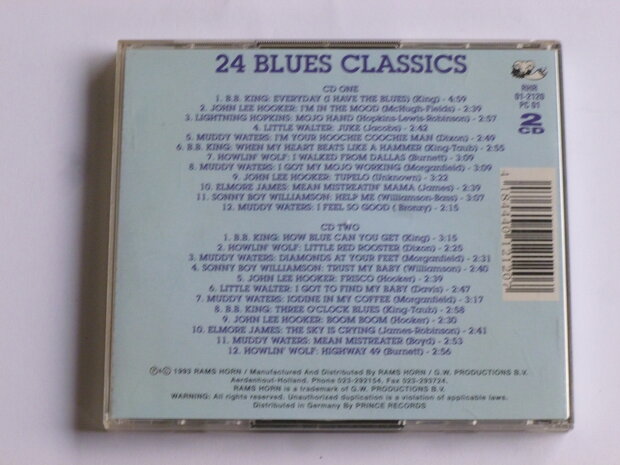 24 BLUES CLASSICS
RHR
01-2120
PC 01
2
CD
CD ONE
1. B.B. KING: EVERYDAY (I HAVE THE BLUES) (King) - 4:59
2. JOHN LEE HOOKER: I'M IN THE MOOD (McHugh-Fields) - 2:39
3. LIGHTNING HOPKINS: MOJO HAND (Hopkins-Lewis-Robinson) - 2:57
4. LITTLE WALTER: JUKE (Jacobs) - 2:42
5. MUDDY WATERS: I'M YOUR HOOCHIE COOCHIE MAN (Dixon) - 2:49
6. B.B. KING: WHEN MY HEART BEATS LIKE A HAMMER (King-Taub) - 2:55
7. HOWLIN' WOLF: I WALKED FROM DALLAS (Burnett) - 3:09
8. MUDDY WATERS: I GOT MY MOJO WORKING (Morganfield) - 3:09
9. JOHN LEE HOOKER: TUPELO (Unknown) - 3:22
10. ELMORE JAMES: MEAN MISTREATIN' MAMA (James) - 2:39
11. SONNY BOY WILLIAMSON: HELP ME (Williamson-Bass) - 3:07
12. MUDDY WATERS: I FEEL SO GOOD ( Bronzy) - 2:15
CD TWO
1. B.B. KING: HOW BLUE CAN YOU GET (King) - 3:15
2. HOWLIN' WOLF: LITTLE RED ROOSTER (Dixon) - 2:25
3. MUDDY WATERS: DIAMONDS AT YOUR FEET (Morganfield) - 2:31
4. SONNY BOY WILLIAMSON: TRUST MY BABY (Williamson) - 2:40
5. JOHN LEE HOOKER: FRISCO (Hooker) - 2:39
6. LITTLE WALTER: I GOT TO FIND MY BABY (Davis) - 2:47
7. MUDDY WATERS: IODINE IN MY COFFEE (Morganfield) - 3:17
8. B.B. KING: THREE O'CLOCK BLUES (King-Taub) - 2:58
9. JOHN LEE HOOKER: BOOM BOOM (Hooker) - 2:30
10. ELMORE JAMES: THE SKY IS CRYING (James-Robinson) - 2:41
11. MUDDY WATERS: MEAN MISTREATER (Boyd) - 2:53
12. HOWLIN' WOLF: HIGHWAY 49 (Burnett) - 2:56
℗+© 1993 RAMS HORN / Manufactured And Distributed By RAMS HORN / G.W. PRODUCTIONS B.V.
Aerdenhout-Holland. Phone 023-292154. Fax 023-293724.
RAMS HORN is a trademark of G.W. PRODUCTIONS B.V.
WARNING: All rights reserved. Unauthorized duplication is a violation of applicable laws.
Distributed in Germany By PRINCE RECORDS